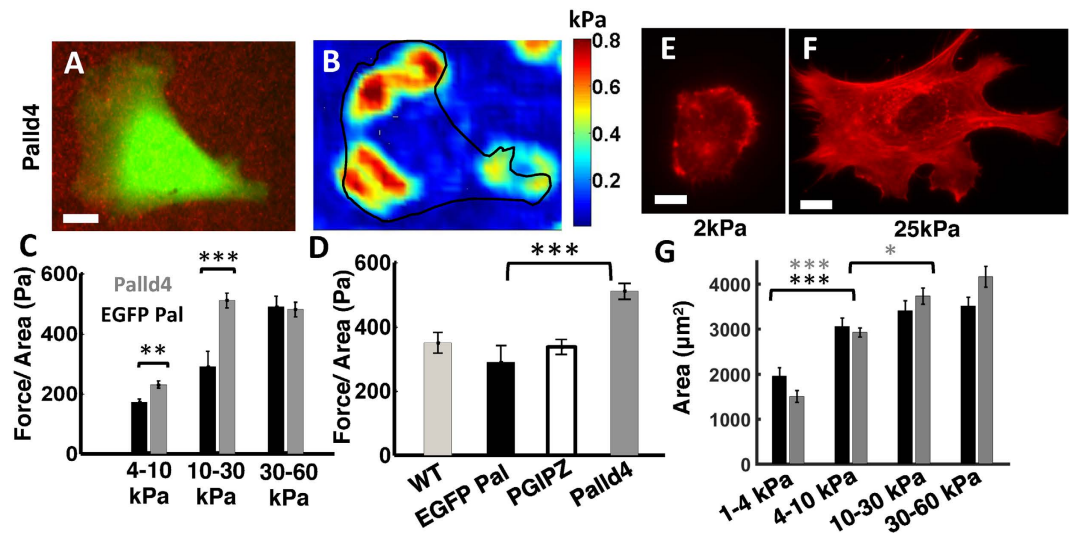 A
B
kPa
0.8
0.6
0.4
0.2
E
F
Palld4
2kPa
25kPa
C
Force/ Area (Pa)
600
400
200
0
Palld4
EGFP Pal
**
***
4-10
kPa
10-30
kPa
30-60
kPa
D
Force/ Area (Pa)
600
400
200
0
***
WT
EGFP Pal
PGIPZ
Palld4
G
Area (µm²)
4000
3000
2000
1000
0
***
***
*
1-4 kPa
4-10 kPa
10-30 kPa
30-60 kPa